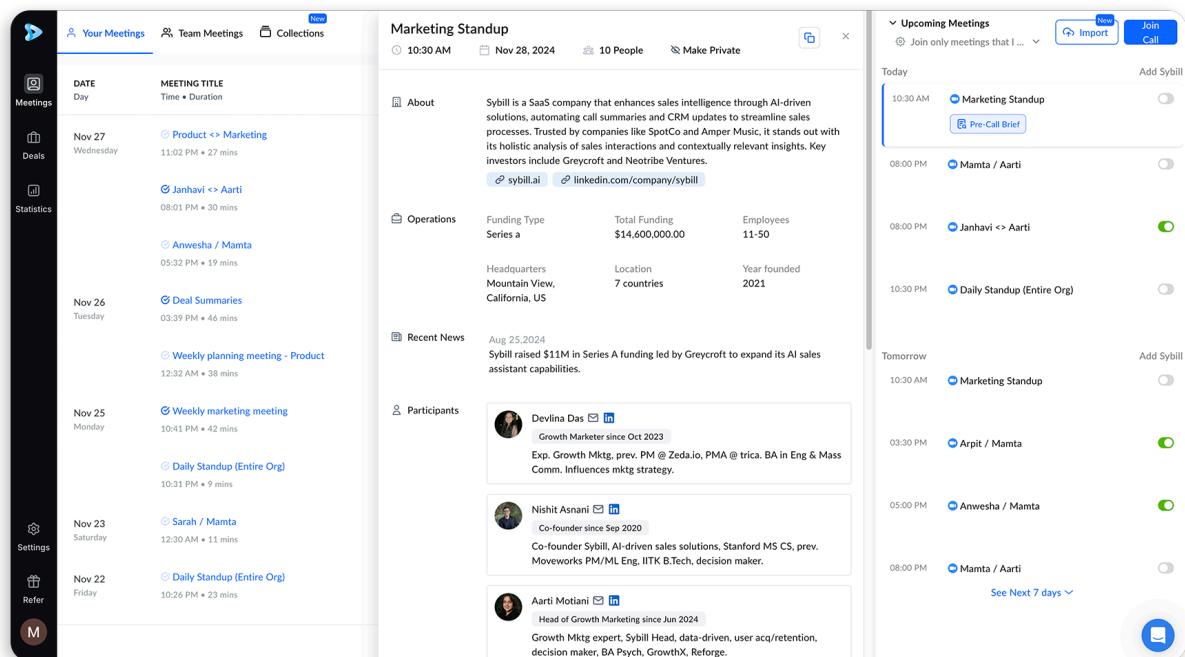 Meetings
Deals
Statistics
Settings
Refer
M
Your Meetings
Team Meetings
New
Collections
DATE
Day
MEETING TITLE
Time • Duration
Nov 27
Wednesday
Product <> Marketing
11:02 PM • 27 mins
Janhavi <> Aarti
08:01 PM • 30 mins
Anwesha / Mamta
05:32 PM • 19 mins
Nov 26
Tuesday
Deal Summaries
03:39 PM • 46 mins
Weekly planning meeting - Product
12:32 AM • 38 mins
Nov 25
Monday
Weekly marketing meeting
10:41 PM • 42 mins
Daily Standup (Entire Org)
10:31 PM • 9 mins
Nov 23
Saturday
Sarah / Mamta
12:30 AM • 11 mins
Nov 22
Friday
Daily Standup (Entire Org)
10:26 PM • 23 mins
Marketing Standup
10:30 AM
Nov 28, 2024
10 People
Make Private
About
Sybill is a SaaS company that enhances sales intelligence through AI-driven
solutions, automating call summaries and CRM updates to streamline sales
processes. Trusted by companies like SpotCo and Amper Music, it stands out with
its holistic analysis of sales interactions and contextually relevant insights. Key
investors include Greycroft and Neotribe Ventures.
sybill.ai
linkedin.com/company/sybill
Operations
Funding Type
Series a
Total Funding
$14,600,000.00
Employees
11-50
Headquarters
Mountain View,
California, US
Location
7 countries
Year founded
2021
Recent News
Aug 25,2024
Sybill raised $11M in Series A funding led by Greycroft to expand its AI sales
assistant capabilities.
Participants
Devlina Das
Growth Marketer since Oct 2023
Exp. Growth Mktg, prev. PM @ Zeda.io, PMA @ trica. BA in Eng & Mass
Comm. Influences mktg strategy.
Nishit Asnani
Co-founder since Sep 2020
Co-founder Sybill, AI-driven sales solutions, Stanford MS CS, prev.
Moveworks PM/ML Eng, IITK B.Tech, decision maker.
Aarti Motiani
Head of Growth Marketing since Jun 2024
Growth Mktg expert, Sybill Head, data-driven, user acq/retention,
decision maker, BA Psych, GrowthX, Reforge.
Upcoming Meetings
Join only meetings that I ...
New
Import
Join
Call
Today
Add Sybill
10:30 AM
Marketing Standup
Pre-Call Brief
08:00 PM
Mamta / Aarti
08:00 PM
Janhavi <> Aarti
10:30 PM
Daily Standup (Entire Org)
Tomorrow
Add Sybill
10:30 AM
Marketing Standup
03:30 PM
Arpit / Mamta
05:00 PM
Anwesha / Mamta
08:00 PM
Mamta / Aarti
See Next 7 days